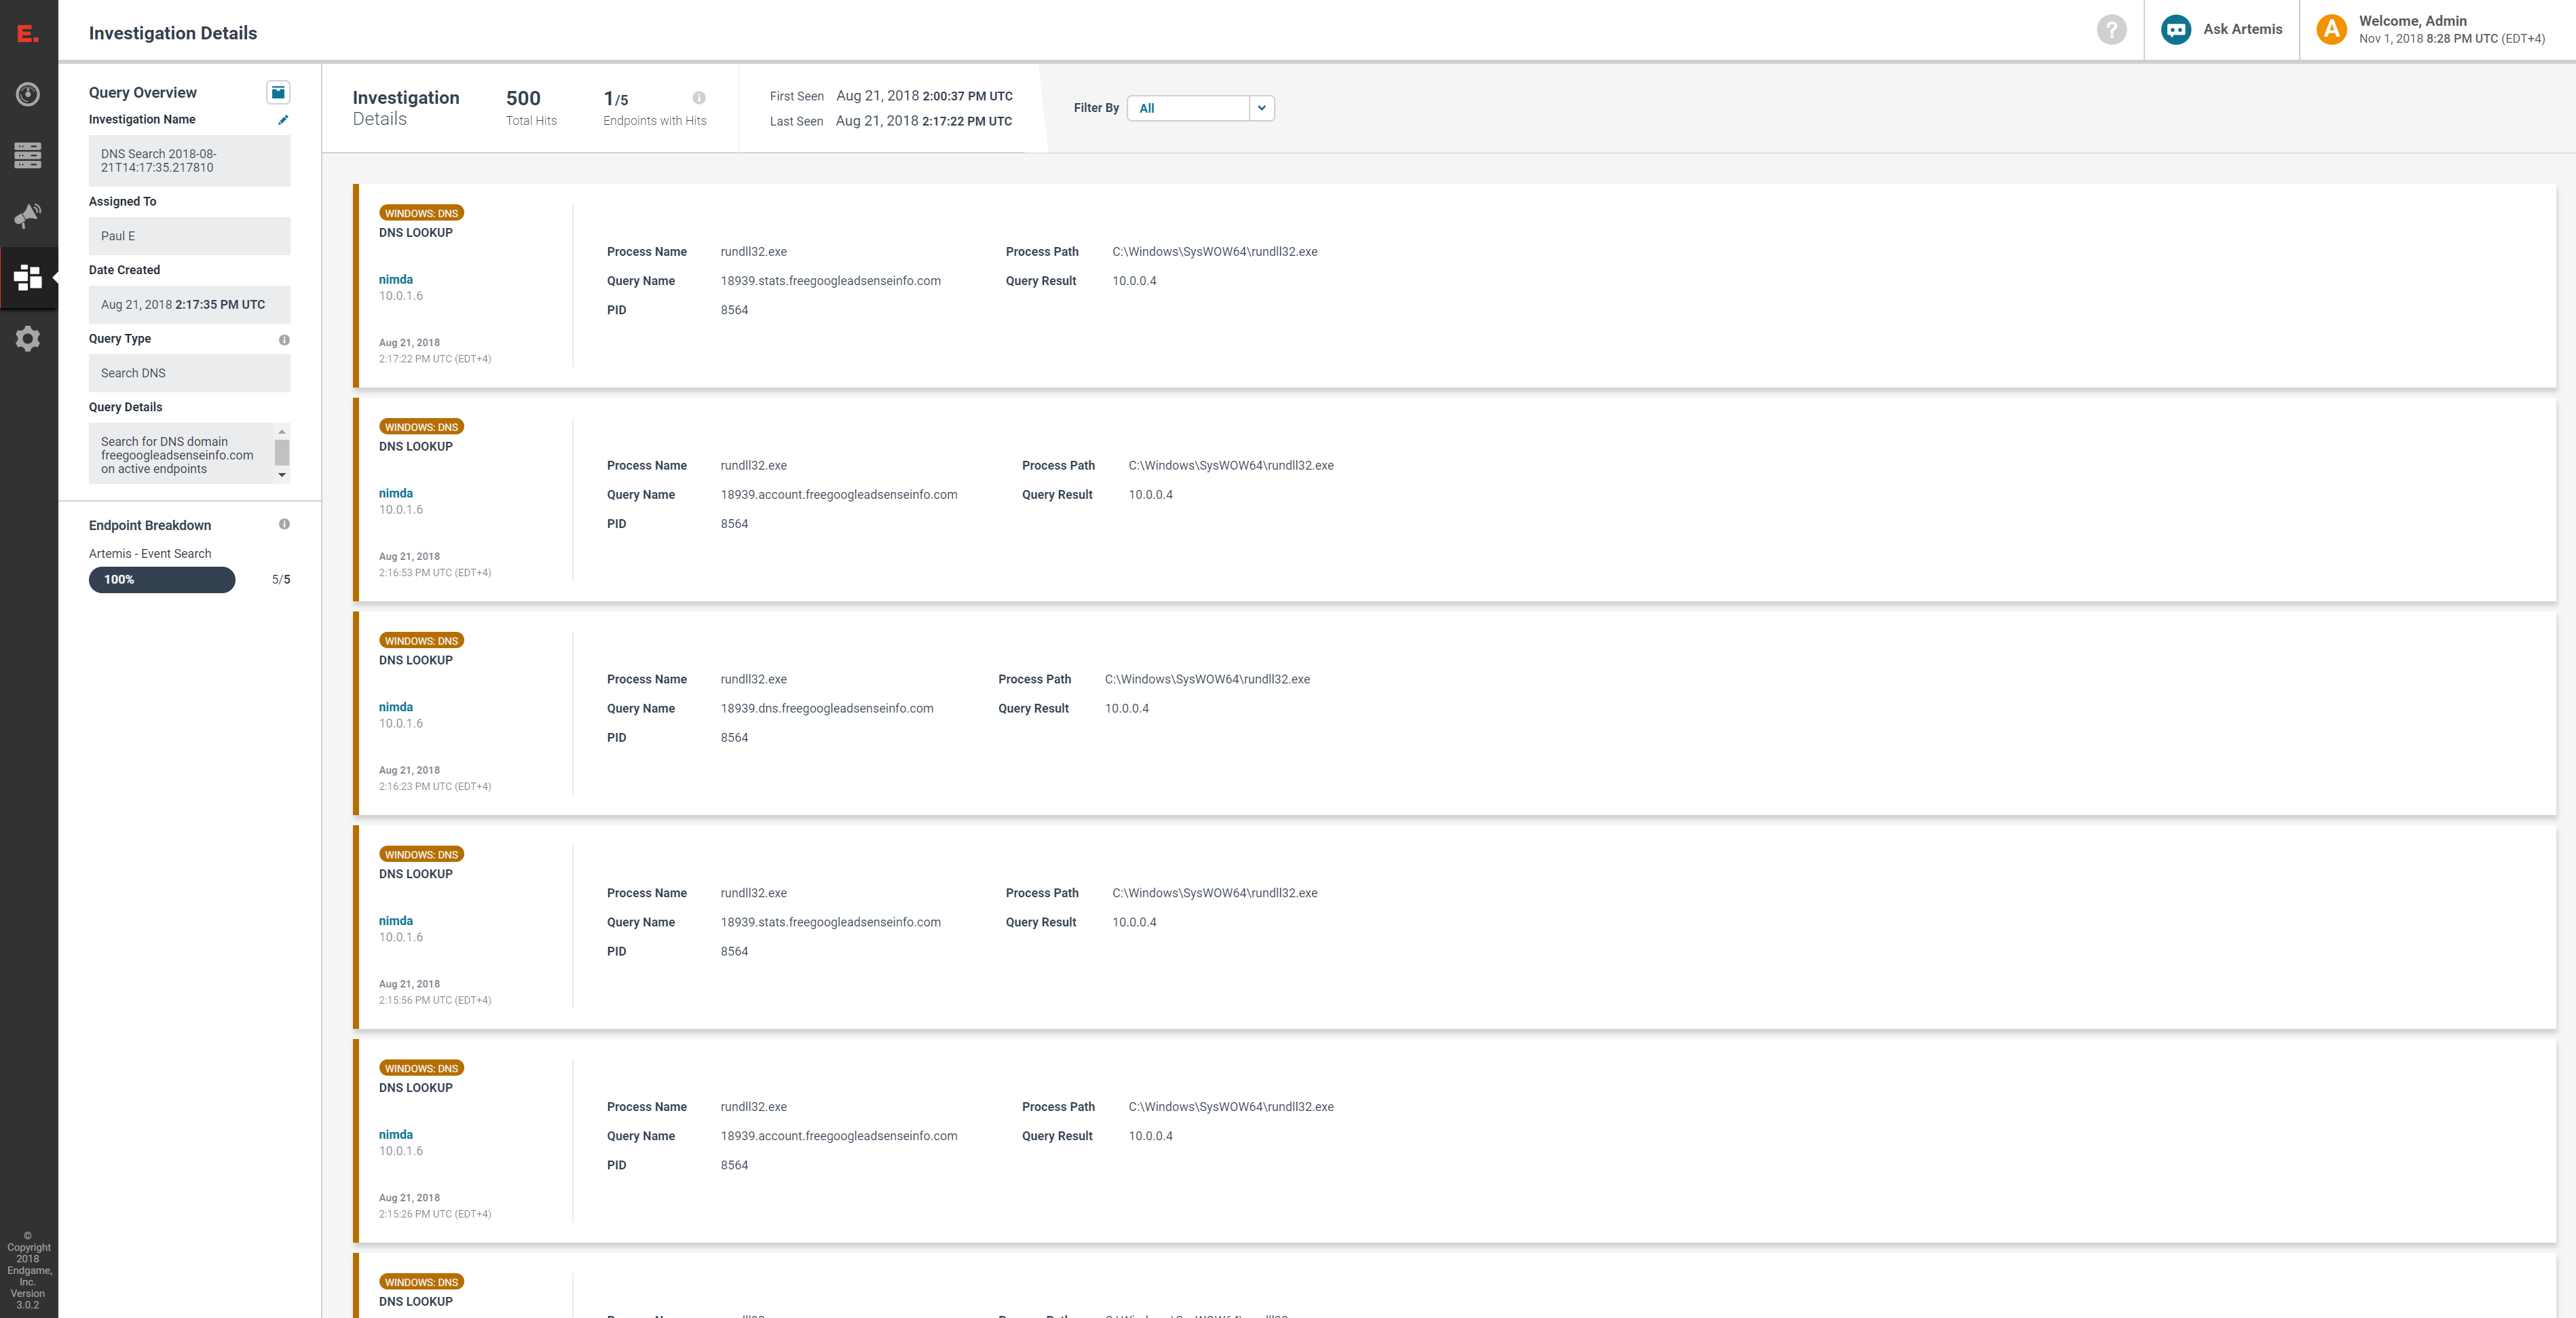 E.
Investigation Details
?
Ask Artemis
A
Welcome, Admin
Nov 1, 2018 8:28 PM UTC (EDT+4)
Query Overview
Investigation Name
DNS Search 2018-08-
21T14:17:35.217810
Assigned To
Paul E
Date Created
Aug 21, 2018 2:17:35 PM UTC
Query Type
Search DNS
Query Details
Search for DNS domain
freegoogleadsenseinfo.com
on active endpoints
Endpoint Breakdown
Artemis - Event Search
100% 5/5
© Copyright
2018
Endgame,
Inc.
Version
3.0.2
Investigation
Details
500
Total Hits
1/5
Endpoints with Hits
First Seen Aug 21, 2018 2:00:37 PM UTC
Last Seen Aug 21, 2018 2:17:22 PM UTC
Filter By All
WINDOWS: DNS
DNS LOOKUP
nimda
10.0.1.6
Aug 21, 2018
2:17:22 PM UTC (EDT+4)
Process Name rundll32.exe Process Path C:\Windows\SysWOW64\rundll32.exe
Query Name 18939.stats.freegoogleadsenseinfo.com Query Result 10.0.0.4
PID 8564
WINDOWS: DNS
DNS LOOKUP
nimda
10.0.1.6
Aug 21, 2018
2:16:53 PM UTC (EDT+4)
Process Name rundll32.exe Process Path C:\Windows\SysWOW64\rundll32.exe
Query Name 18939.account.freegoogleadsenseinfo.com Query Result 10.0.0.4
PID 8564
WINDOWS: DNS
DNS LOOKUP
nimda
10.0.1.6
Aug 21, 2018
2:16:23 PM UTC (EDT+4)
Process Name rundll32.exe Process Path C:\Windows\SysWOW64\rundll32.exe
Query Name 18939.dns.freegoogleadsenseinfo.com Query Result 10.0.0.4
PID 8564
WINDOWS: DNS
DNS LOOKUP
nimda
10.0.1.6
Aug 21, 2018
2:15:56 PM UTC (EDT+4)
Process Name rundll32.exe Process Path C:\Windows\SysWOW64\rundll32.exe
Query Name 18939.stats.freegoogleadsenseinfo.com Query Result 10.0.0.4
PID 8564
WINDOWS: DNS
DNS LOOKUP
nimda
10.0.1.6
Aug 21, 2018
2:15:26 PM UTC (EDT+4)
Process Name rundll32.exe Process Path C:\Windows\SysWOW64\rundll32.exe
Query Name 18939.account.freegoogleadsenseinfo.com Query Result 10.0.0.4
PID 8564
WINDOWS: DNS
DNS LOOKUP